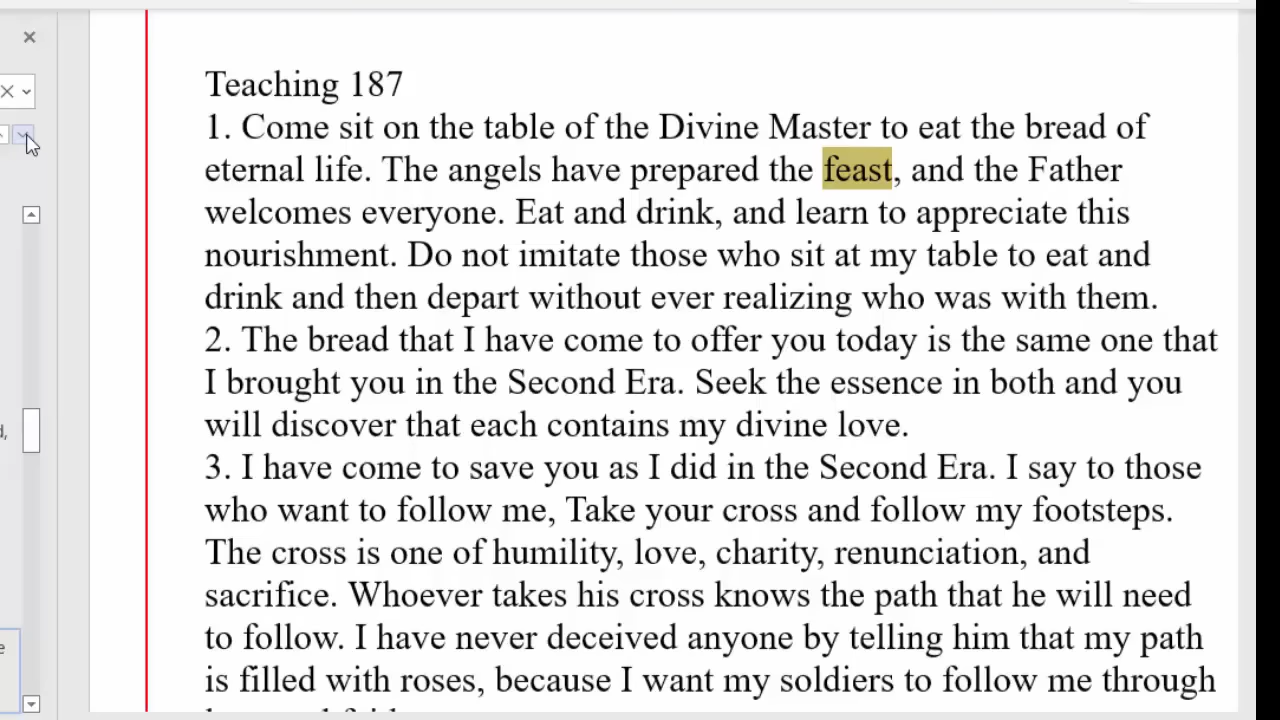 Teaching 187
1. Come sit on the table of the Divine Master to eat the bread of
eternal life. The angels have prepared the feast, and the Father
welcomes everyone. Eat and drink, and learn to appreciate this
nourishment. Do not imitate those who sit at my table to eat and
drink and then depart without ever realizing who was with them.
2. The bread that I have come to offer you today is the same one that
I brought you in the Second Era. Seek the essence in both and you
will discover that each contains my divine love.
3. I have come to save you as I did in the Second Era. I say to those
who want to follow me, Take your cross and follow my footsteps.
The cross is one of humility, love, charity, renunciation, and
sacrifice. Whoever takes his cross knows the path that he will need
to follow. I have never deceived anyone by telling him that my path
is filled with roses, because I want my soldiers to follow me through